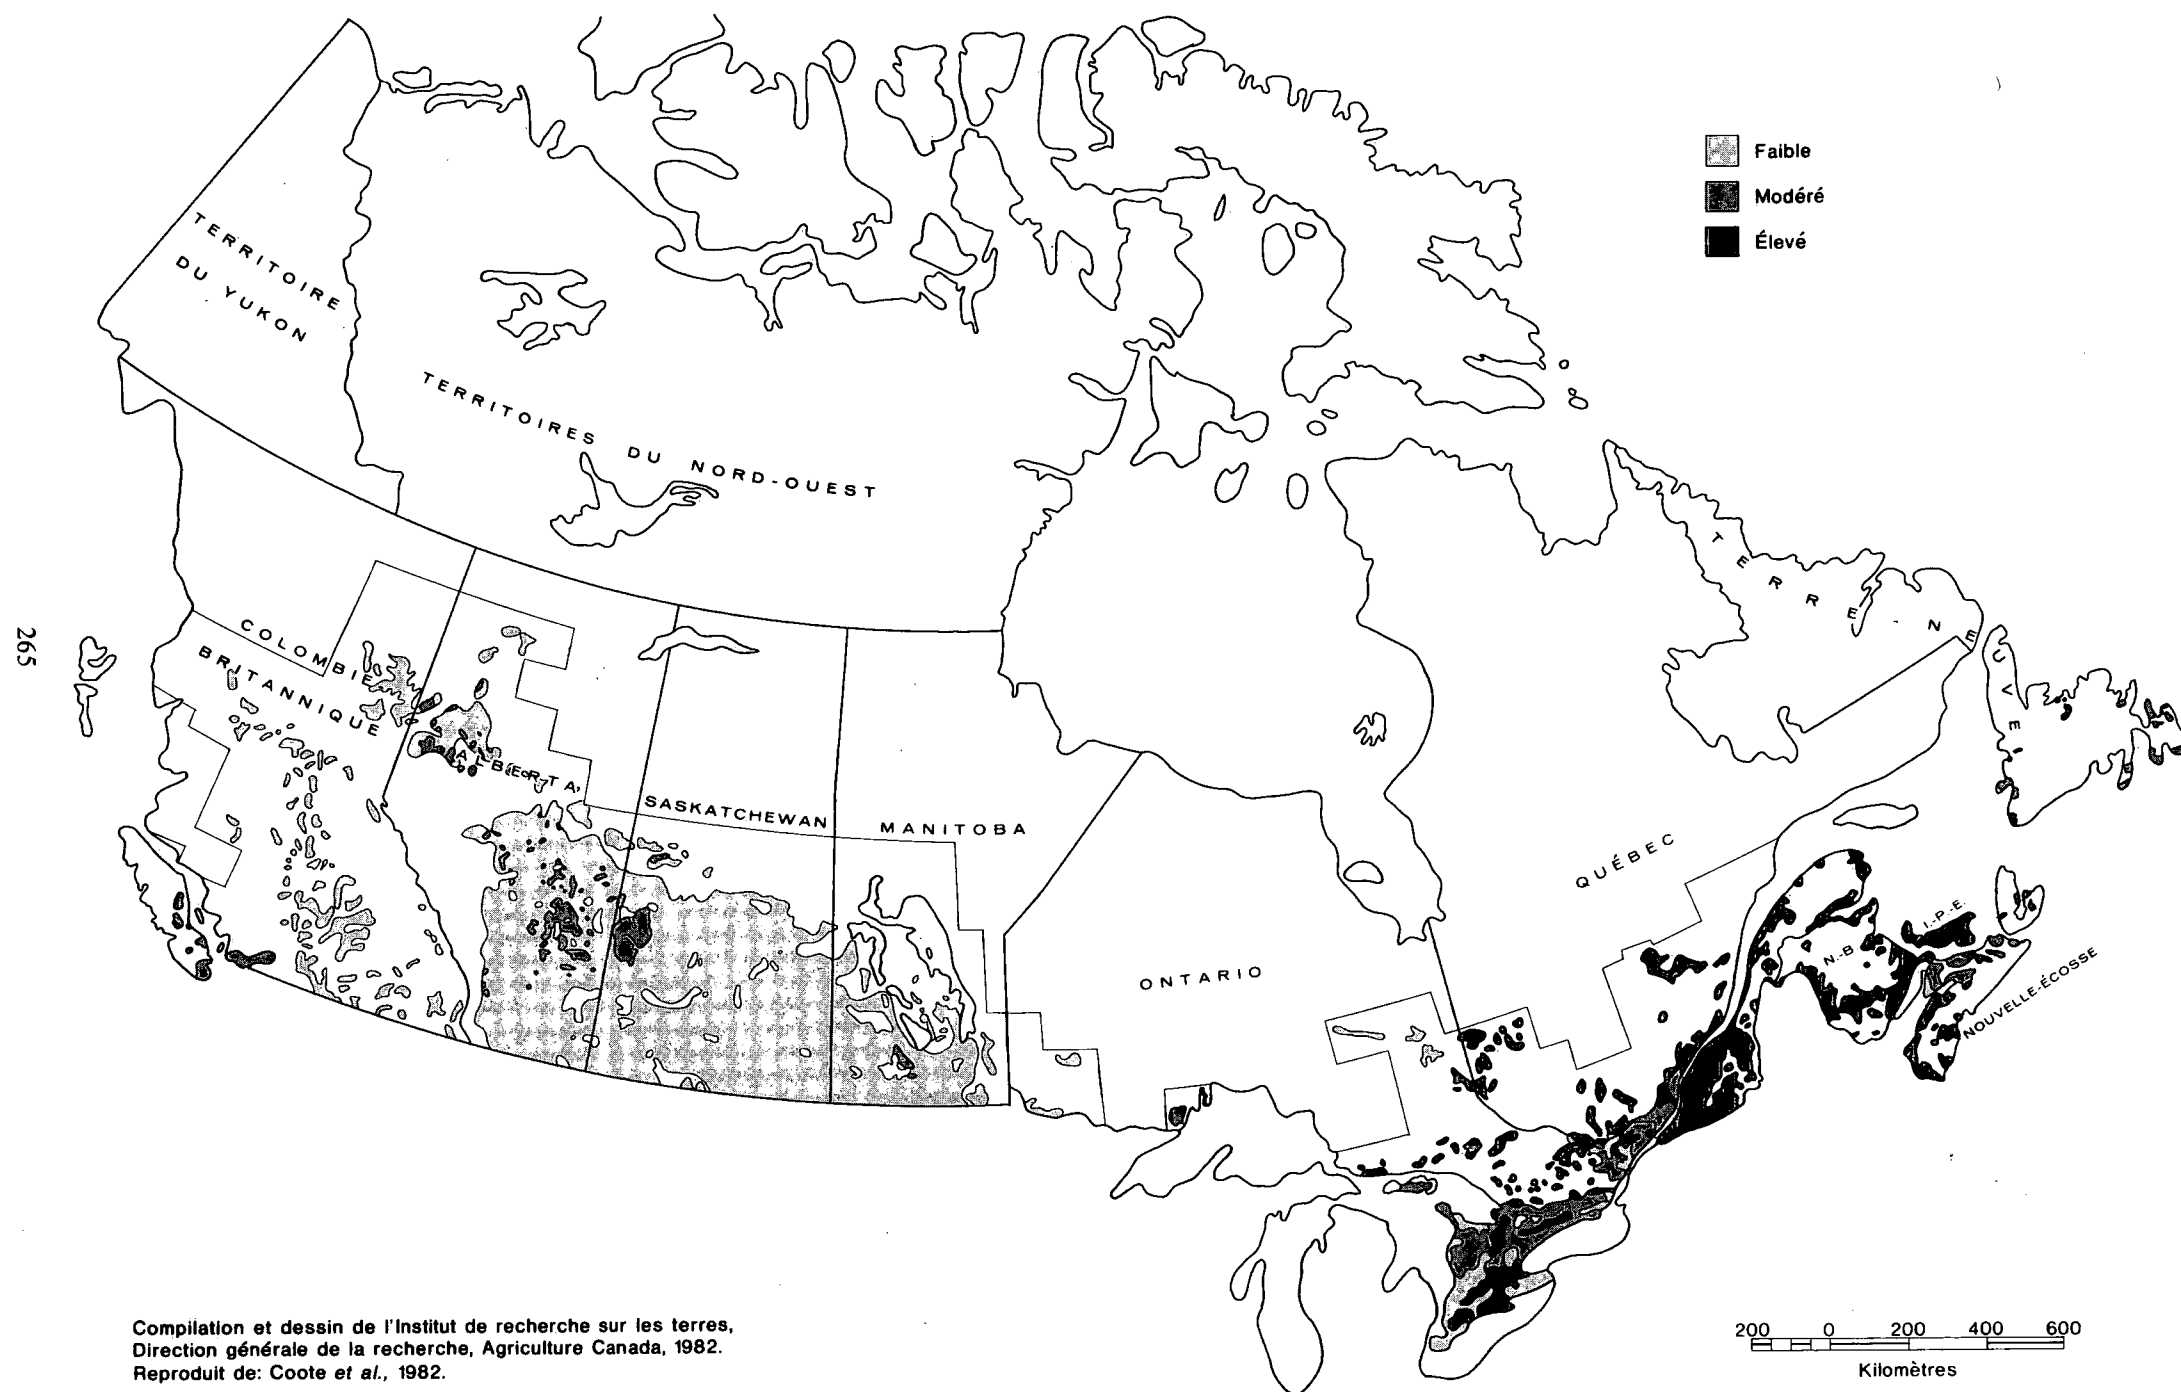 Faible
Modéré
Élevé
TERRITOIRE
DU YUKON
TERRITOIRES DU NORD-OUEST
TERRE-NEUVE
265
COLOMBIE
BRITANNIQUE
ALBERTA
SASKATCHEWAN
MANITOBA
QUÉBEC
I.-P.-E.
N.-B
ONTARIO
NOUVELLE-ÉCOSSE
Compilation et dessin de l'Institut de recherche sur les terres,
Direction générale de la recherche, Agriculture Canada, 1982.
Reproduit de: Coote et al., 1982.
200 0 200 400 600
Kilomètres